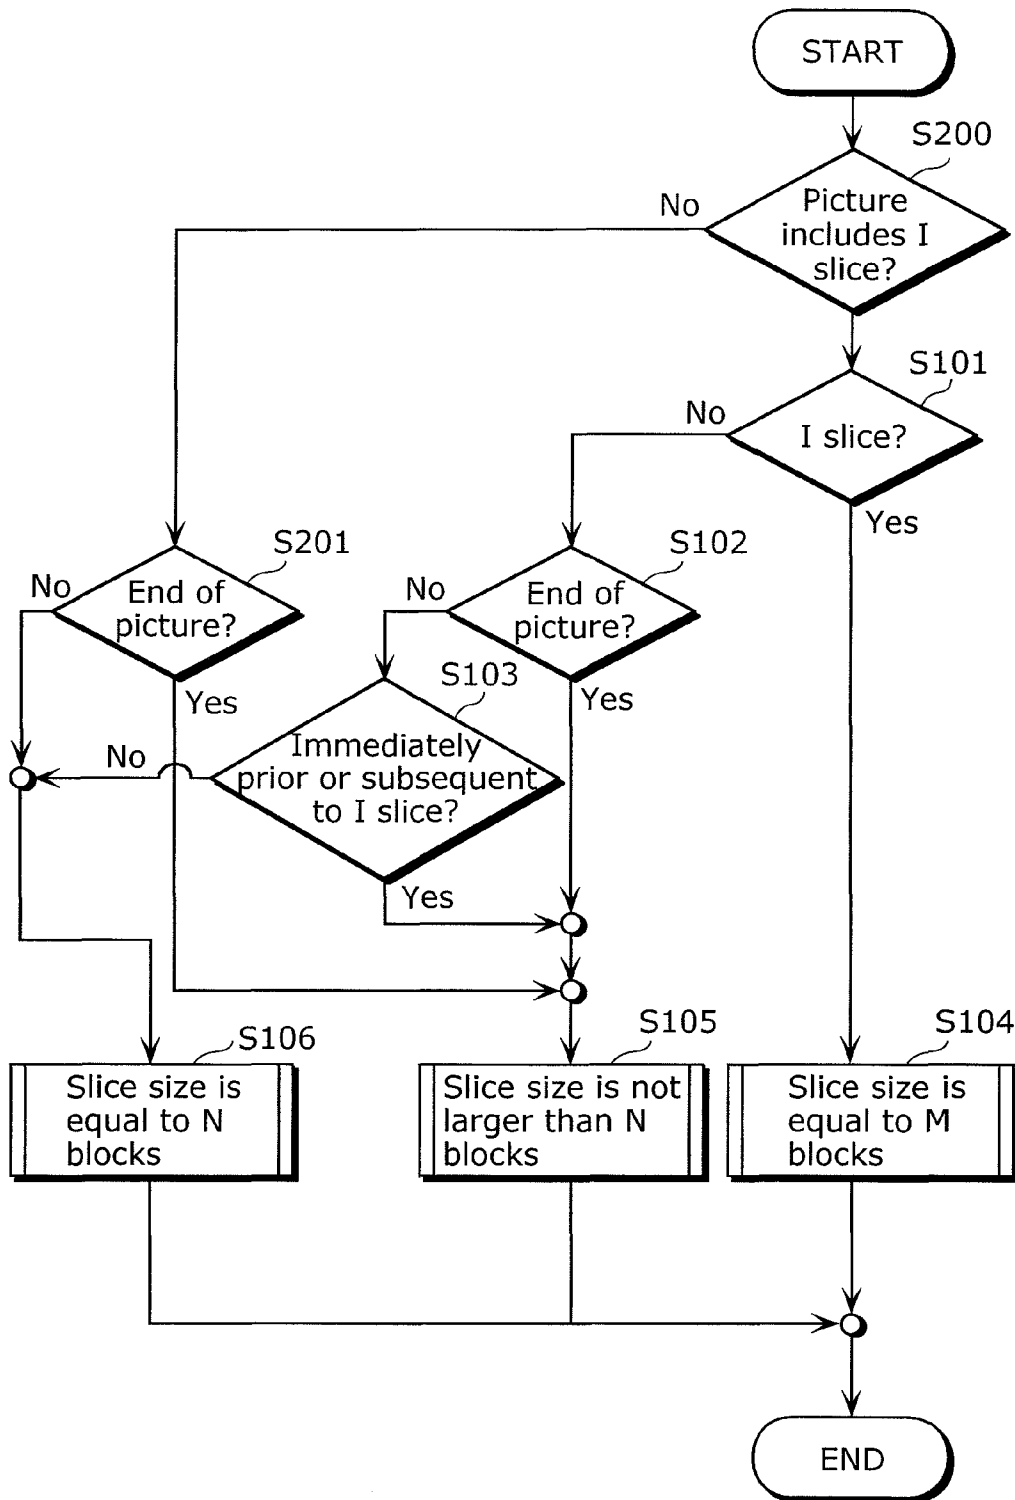 START
S200
No
Picture
includes I
slice?
S101
No
I slice?
Yes
S201
No
End of
picture?
Yes
S102
No
End of
picture?
Yes
S103
No
Immediately
prior or subsequent
to I slice?
Yes
S106
Slice size is
equal to N
blocks
S105
Slice size is not
larger than N
blocks
S104
Slice size is
equal to M
blocks
END